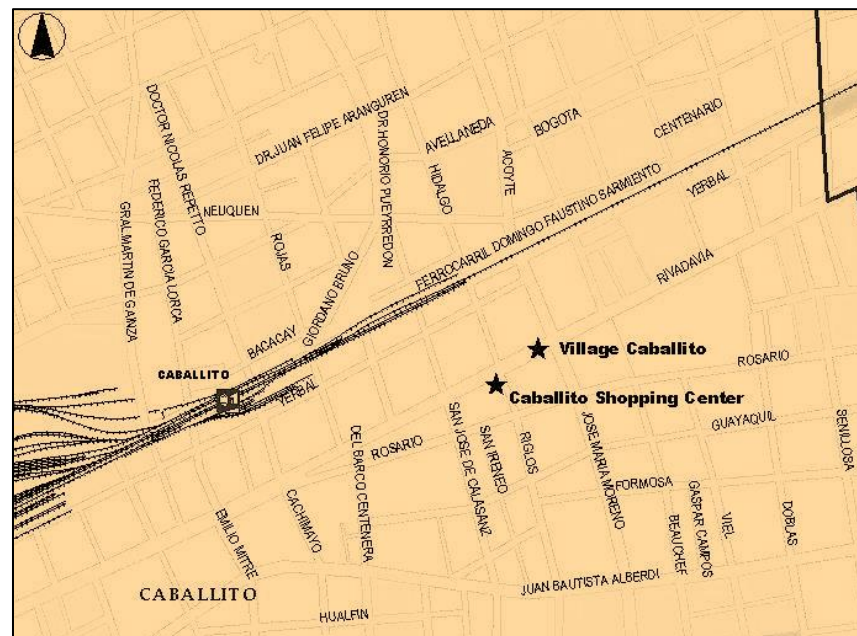 DOCTOR NICOLAS REPETTO
DR.JUAN FELIPE ARANGUREN
DR.HONORIO PUEYRREDON
AVELLANEDA
BOGOTA
CENTENARIO
HIDALGO
ACOYTE
GRAL.MARTIN DE GAINZA
FEDERICO GARCIA LORCA
NEUQUEN
ROJAS
FERROCARRIL DOMINGO FAUSTINO SARMIENTO
YERBAL
RIVADAVIA
GIORDANO BRUNO
BACACAY
CABALLITO
YERBAL
Village Caballito
ROSARIO
Caballito Shopping Center
SAN JOSE DE CALASANZ
SAN IRENEO
RIGLOS
JOSE MARIA MORENO
GUAYAQUIL
SENILLOSA
DEL BARCO CENTENERA
ROSARIO
FORMOSA
GASPAR CAMPOS
BEAUCHEF
VIEL
DOBLAS
EMILIO MITRE
CACHIMAYO
JUAN BAUTISTA ALBERDI
CABALLITO
HUALFIN